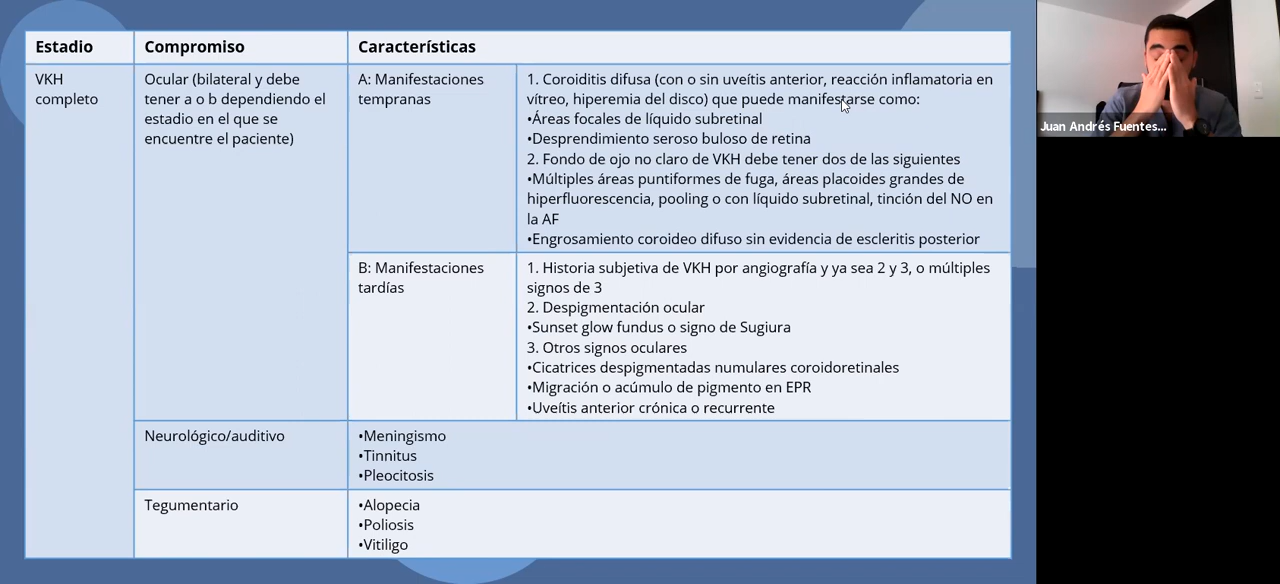 Estadio
Compromiso
Características
VKH
completo
Ocular (bilateral y debe
tener a o b dependiendo el
estadio en el que se
encuentre el paciente)
A: Manifestaciones
tempranas
1. Coroiditis difusa (con o sin uveítis anterior, reacción inflamatoria en
vítreo, hiperemia del disco) que puede manifestarse como:
•Áreas focales de líquido subretinal
•Desprendimiento seroso buloso de retina
2. Fondo de ojo no claro de VKH debe tener dos de las siguientes
•Múltiples áreas puntiformes de fuga, áreas placoides grandes de
hiperfluorescencia, pooling o con líquido subretinal, tinción del NO en
la AF
•Engrosamiento coroideo difuso sin evidencia de escleritis posterior
B: Manifestaciones
tardías
1. Historia subjetiva de VKH por angiografía y ya sea 2 y 3, o múltiples
signos de 3
2. Despigmentación ocular
•Sunset glow fundus o signo de Sugiura
3. Otros signos oculares
•Cicatrices despigmentadas numulares coroidoretinales
•Migración o acúmulo de pigmento en EPR
•Uveítis anterior crónica o recurrente
Neurológico/auditivo
•Meningismo
•Tinnitus
•Pleocitosis
Tegumentario
•Alopecia
•Poliosis
•Vitiligo
Juan Andrés Fuentes...